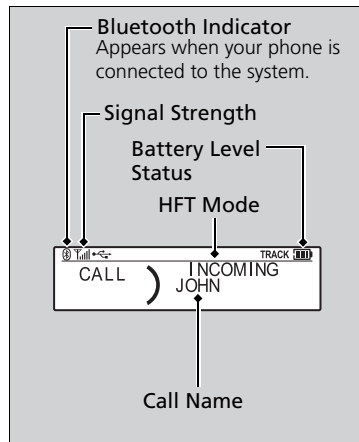 Bluetooth Indicator
Appears when your phone is
connected to the system.
Signal Strength
Battery Level
Status
HFT Mode
TRACK
CALL
INCOMING
JOHN
Call Name